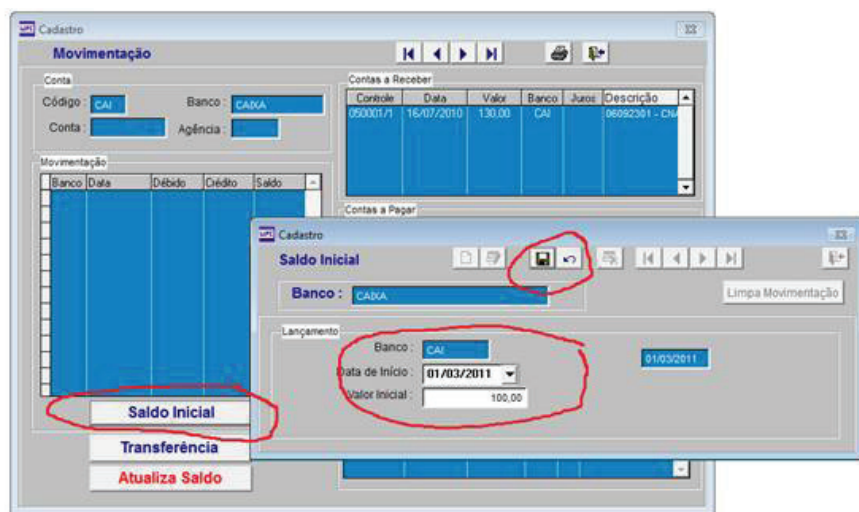 Cadastro
Movimentação
Conta
Código : CAI Banco : CAIXA
Conta : Agência :
Contas a Receber
Controle Data Valor Banco Juros Descrição
050001/1 16/07/2010 130,00 CAI 06092301 - CNA
Movimentação
Banco Data Débido Crédito Saldo
Contas a Pagar
Saldo Inicial
Transferência
Atualiza Saldo
Cadastro
Saldo Inicial
Banco : CAIXA
Limpa Movimentação
Lançamento
Banco : CAI
Data de Início : 01/03/2011
Valor Inicial : 100,00
01/03/2011